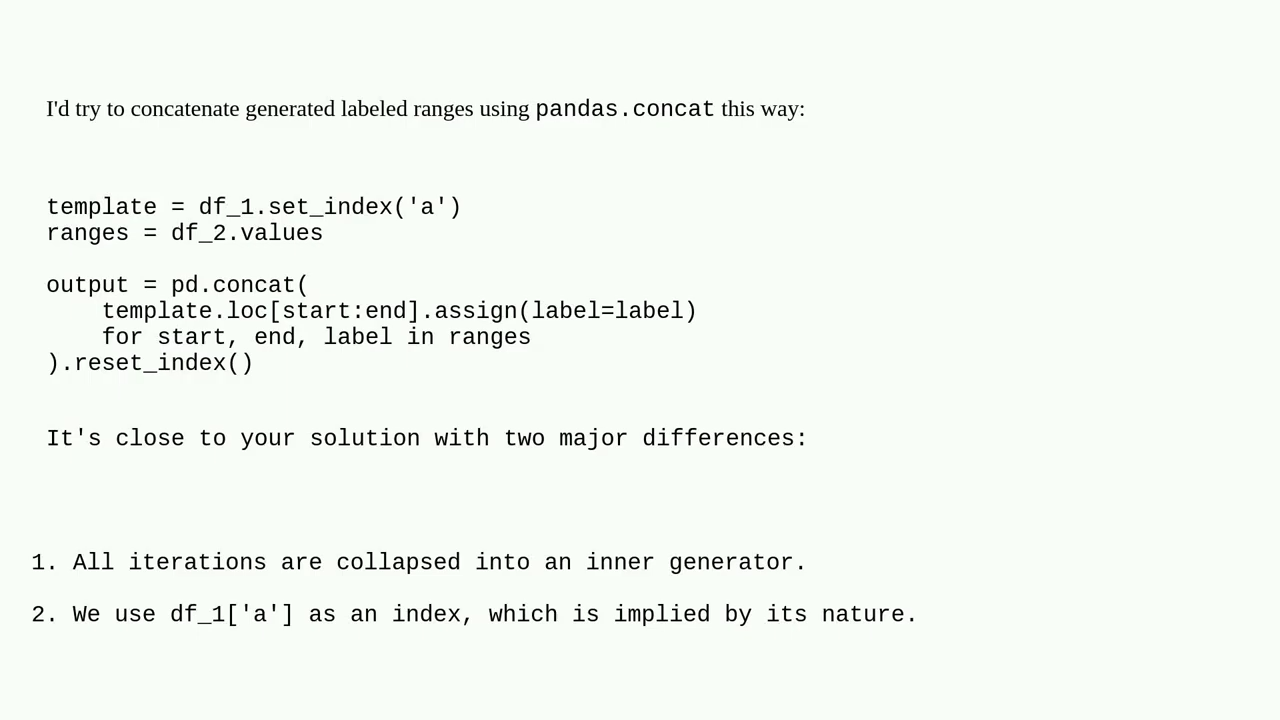 I'd try to concatenate generated labeled ranges using pandas.concat this way:
template = df_1.set_index('a')
ranges = df_2.values
output = pd.concat(
    template.loc[start:end].assign(label=label)
    for start, end, label in ranges
).reset_index()
It's close to your solution with two major differences:
1. All iterations are collapsed into an inner generator.
2. We use df_1['a'] as an index, which is implied by its nature.